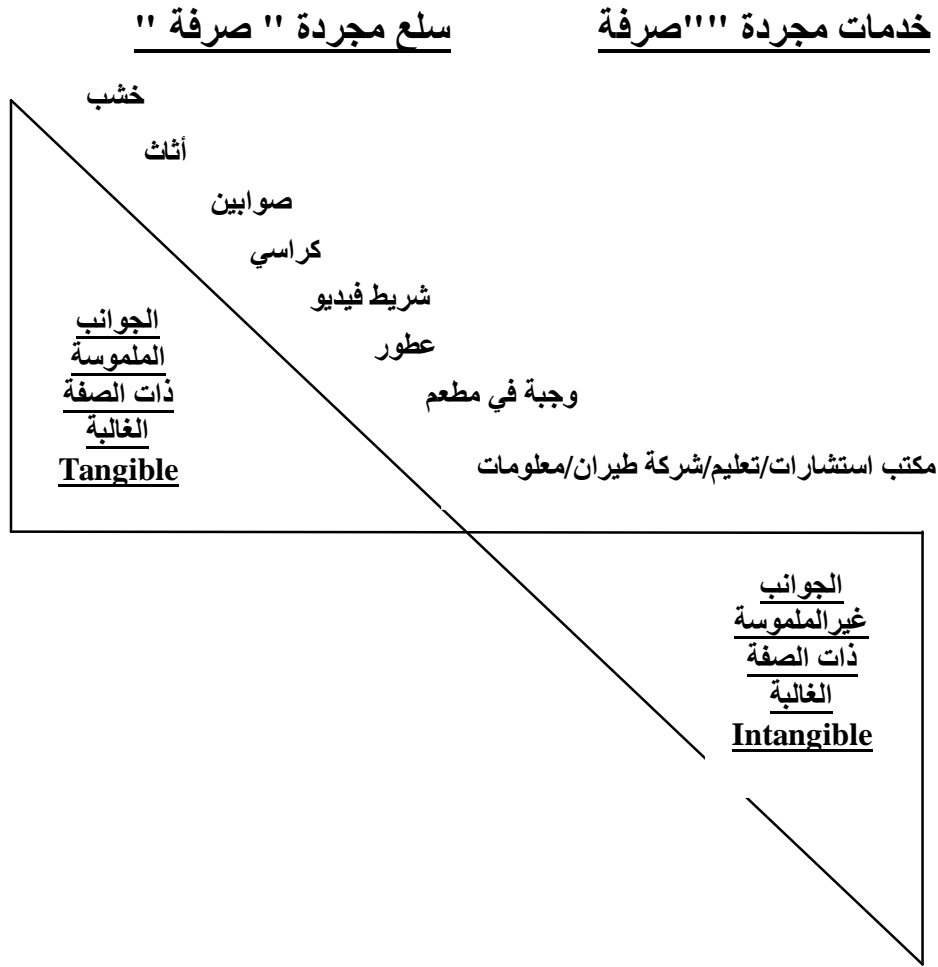 خدمات مجردة """صرفة سلع مجردة " صرفة "
خشب
أثاث
صوابين
كراسي
شريط فيديو
عطور
وجبة في مطعم
مكتب استشارات/تعليم/شركة طيران/معلومات
الجوانب
الملموسة
ذات الصفة
الغالبة
Tangible
الجوانب
غيرالملموسة
ذات الصفة
الغالبة
Intangible